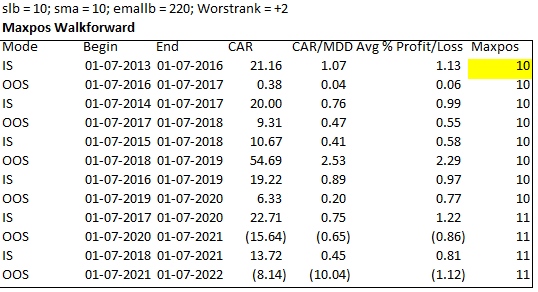 slb = 10; sma = 10; emallb = 220; Worstrank = +2
Maxpos Walkforward
Mode Begin End CAR CAR/MDD Avg % Profit/Loss Maxpos
IS 01-07-2013 01-07-2016 21.16 1.07 1.13 10
OOS 01-07-2016 01-07-2017 0.38 0.04 0.06 10
IS 01-07-2014 01-07-2017 20.00 0.76 0.99 10
OOS 01-07-2017 01-07-2018 9.31 0.47 0.55 10
IS 01-07-2015 01-07-2018 10.67 0.41 0.58 10
OOS 01-07-2018 01-07-2019 54.69 2.53 2.29 10
IS 01-07-2016 01-07-2019 19.22 0.89 0.97 10
OOS 01-07-2019 01-07-2020 6.33 0.20 0.77 10
IS 01-07-2017 01-07-2020 22.71 0.75 1.22 11
OOS 01-07-2020 01-07-2021 (15.64) (0.65) (0.86) 11
IS 01-07-2018 01-07-2021 13.72 0.45 0.81 11
OOS 01-07-2021 01-07-2022 (8.14) (10.04) (1.12) 11